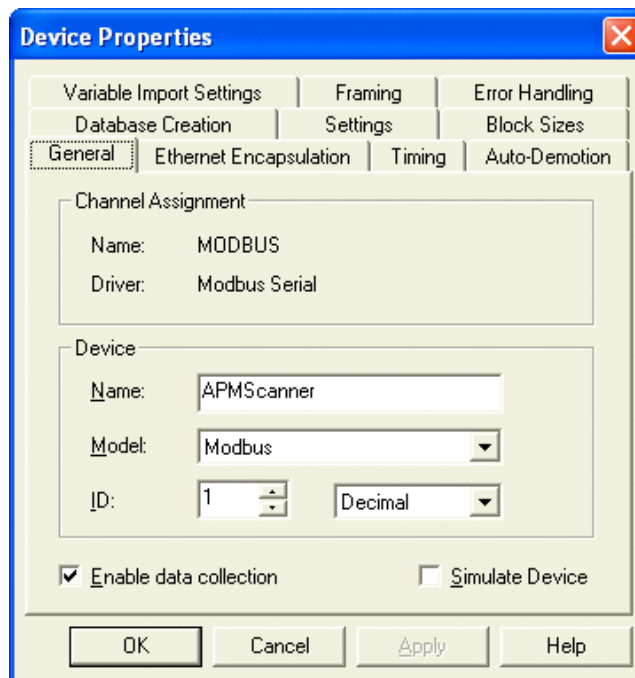 Device Properties
Variable Import Settings Framing Error Handling
Database Creation Settings Block Sizes
General Ethernet Encapsulation Timing Auto-Demotion
Channel Assignment
Name: MODBUS
Driver: Modbus Serial
Device
Name: APMScanner
Model: Modbus
ID: 1 Decimal
Enable data collection Simulate Device
OK Cancel Apply Help